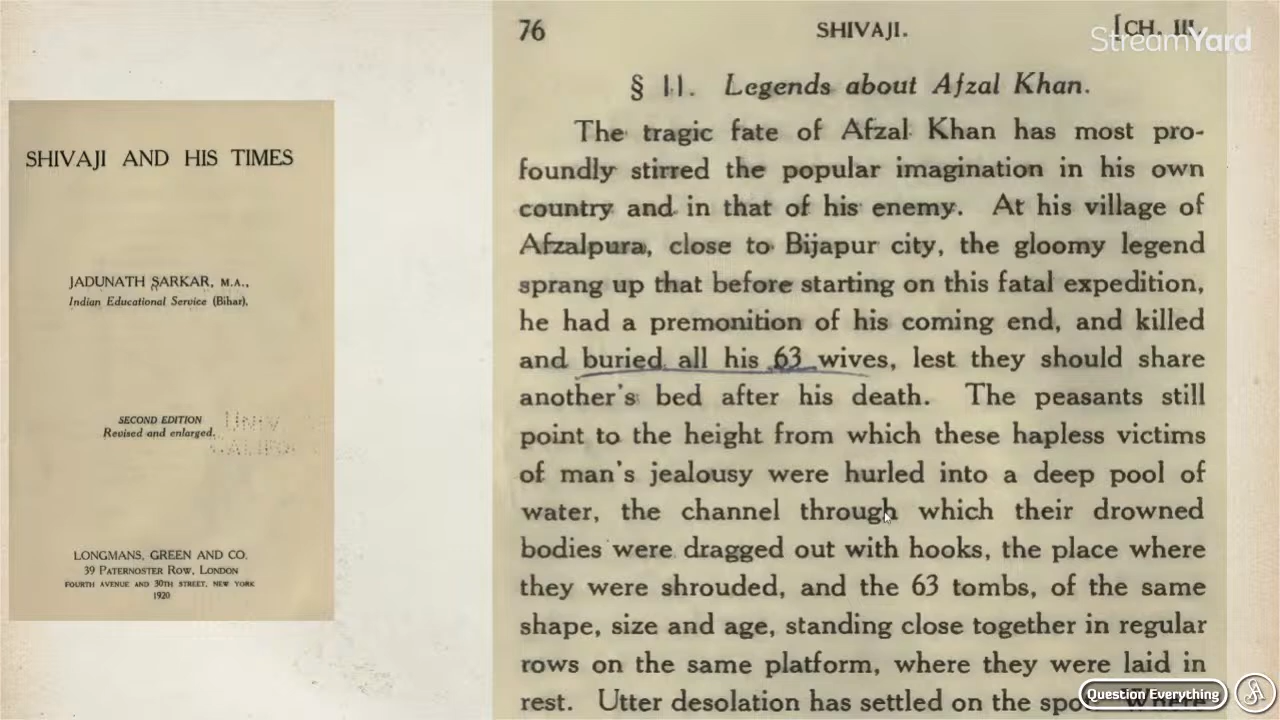 SHIVAJI AND HIS TIMES
JADUNATH SARKAR, M.A.,
Indian Educational Service (Bihar),
SECOND EDITION
Revised and enlarged.
LONGMANS, GREEN AND CO.
39 PATERNOSTER ROW, LONDON
FOURTH AVENUE AND 30TH STREET, NEW YORK
1920
76 SHIVAJI. [CH. III.
StreamYard
§ 11. Legends about Afzal Khan.
The tragic fate of Afzal Khan has most pro-
foundly stirred the popular imagination in his own
country and in that of his enemy. At his village of
Afzalpura, close to Bijapur city, the gloomy legend
sprang up that before starting on this fatal expedition,
he had a premonition of his coming end, and killed
and buried all his 63 wives, lest they should share
another's bed after his death. The peasants still
point to the height from which these hapless victims
of man's jealousy were hurled into a deep pool of
water, the channel through which their drowned
bodies were dragged out with hooks, the place where
they were shrouded, and the 63 tombs, of the same
shape, size and age, standing close together in regular
rows on the same platform, where they were laid in
rest. Utter desolation has settled on the spot. Where
Question Everything